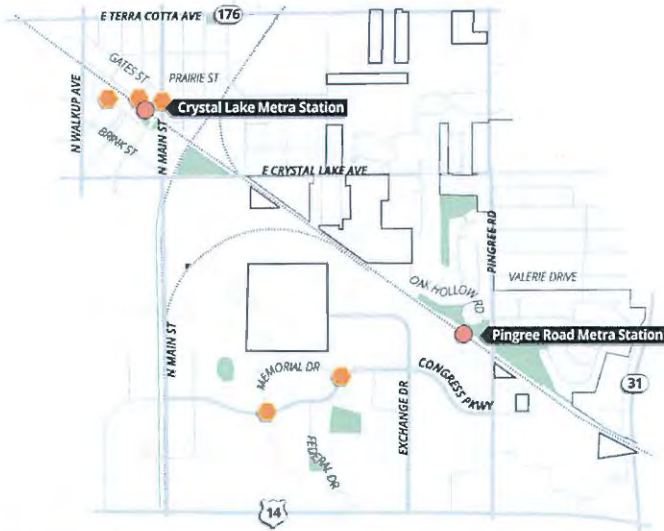 E TERRA COTTA AVE
176
GATES ST
PRAIRIE ST
N WALKUP AVE
Crystal Lake Metra Station
BRINK ST
N MAIN ST
E CRYSTAL LAKE AVE
PINGREE RD
VALERIE DRIVE
OAK HOLLOW RD
Pingree Road Metra Station
N MAIN ST
MEMORIAL DR
CONGRESS PKWY
31
EXCHANGE DR
FEDERAL DR
14